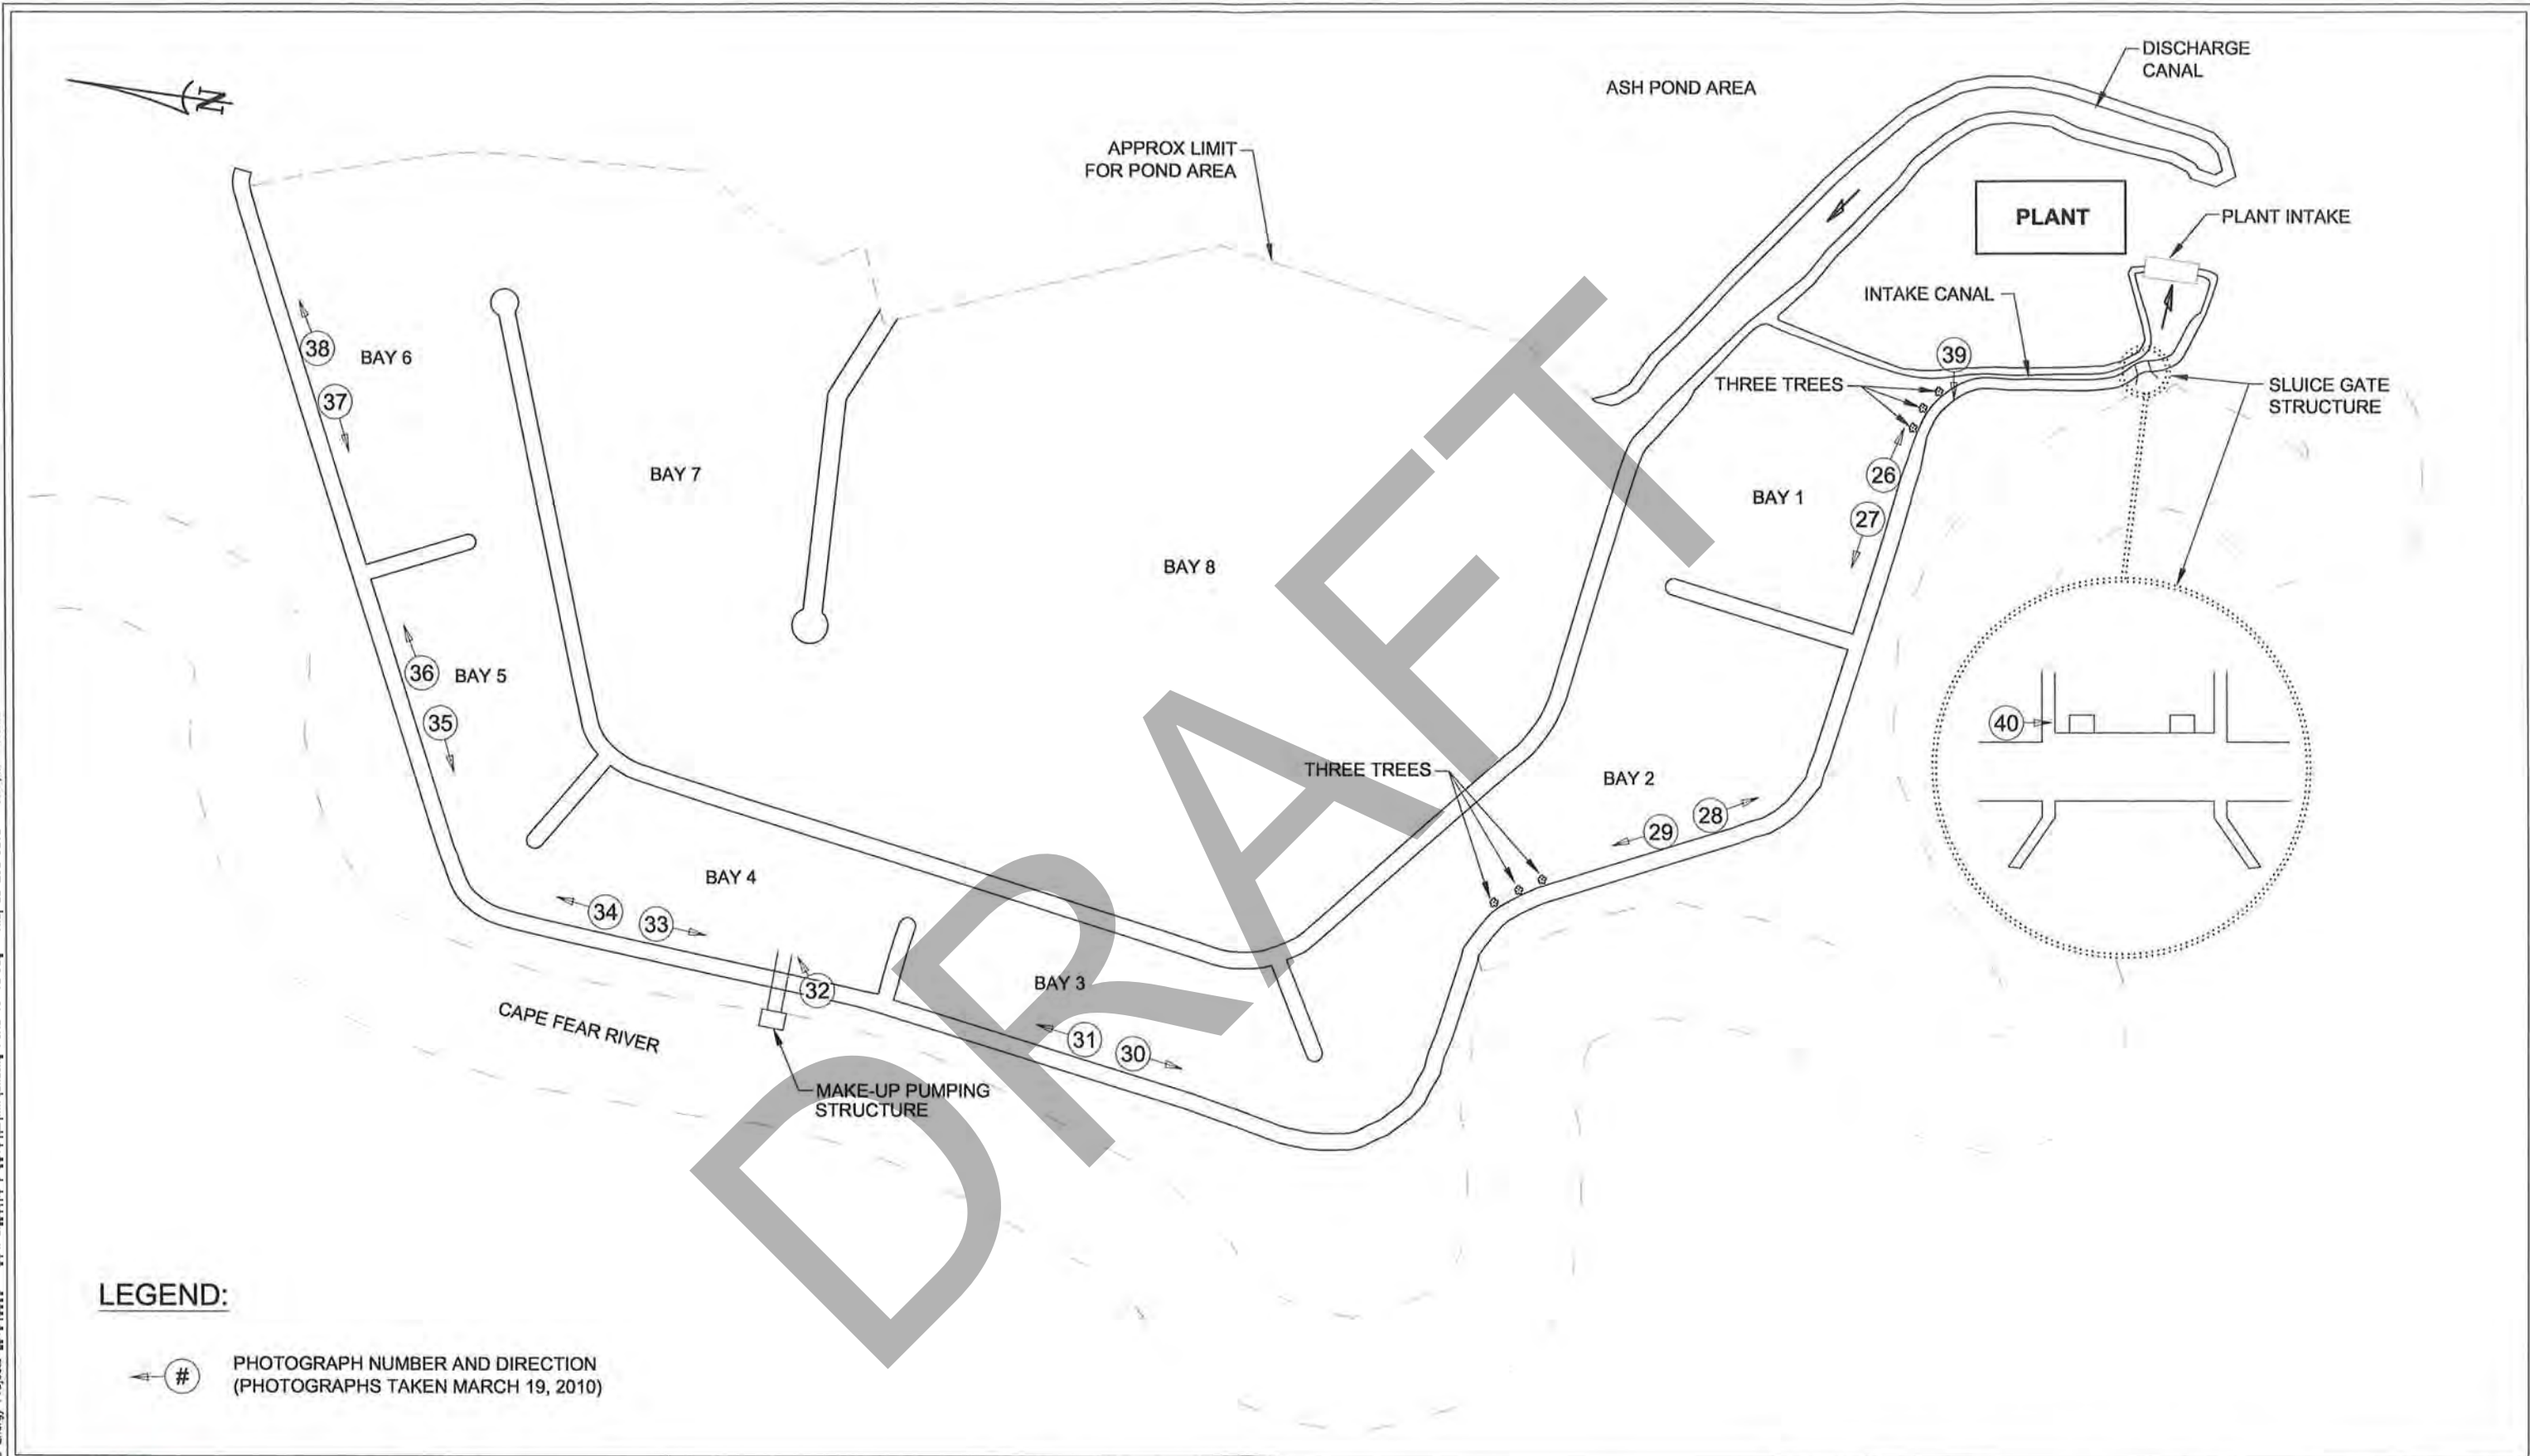 DISCHARGE
CANAL
ASH POND AREA
N
APPROX LIMIT
FOR POND AREA
PLANT
PLANT INTAKE
INTAKE CANAL
38
BAY 6
39
THREE TREES
SLUICE GATE
STRUCTURE
37
BAY 7
26
BAY 1
27
BAY 8
36
BAY 5
35
40
THREE TREES
BAY 2
28
29
BAY 4
34
33
32
BAY 3
CAPE FEAR RIVER
31
30
MAKE-UP PUMPING
STRUCTURE
DRAFT
LEGEND:
#
PHOTOGRAPH NUMBER AND DIRECTION
(PHOTOGRAPHS TAKEN MARCH 19, 2010)